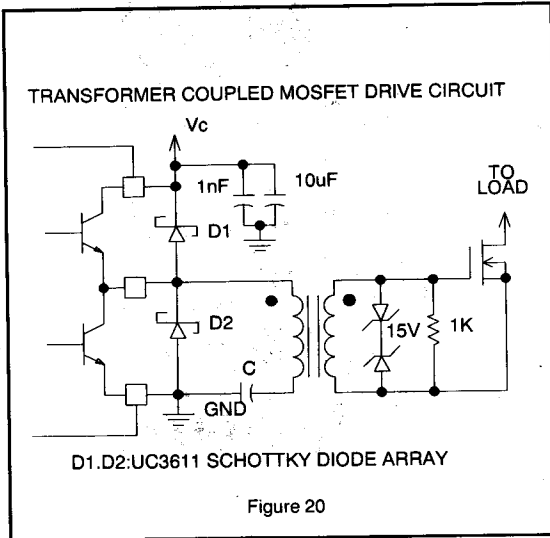 TRANSFORMER COUPLED MOSFET DRIVE CIRCUIT
Vc
1nF
10uF
TO
LOAD
D1
D2
15V
1K
C
GND
D1.D2:UC3611 SCHOTTKY DIODE ARRAY
Figure 20